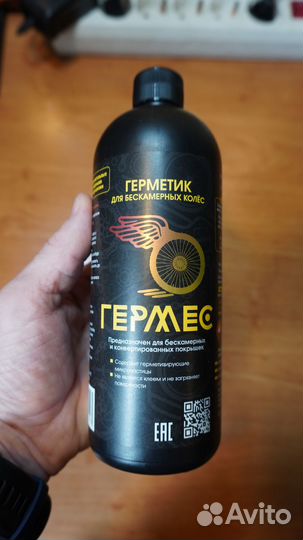 ГЕРМЕТИК
ДЛЯ БЕСКАМЕРНЫХ КОЛЁС
ГЕРМЕС
Предназначен для бескамерных
и конвертированных покрышек
Содержит герметизирующие
микрочастицы
Не является клеем и не загрязняет
поверхности
EAC
Avito